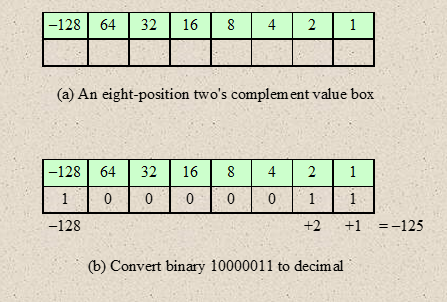 –128 64 32 16 8 4 2 1
(a) An eight-position two's complement value box
–128 64 32 16 8 4 2 1
1 0 0 0 0 0 1 1
–128 +2 +1 = –125
(b) Convert binary 10000011 to decimal